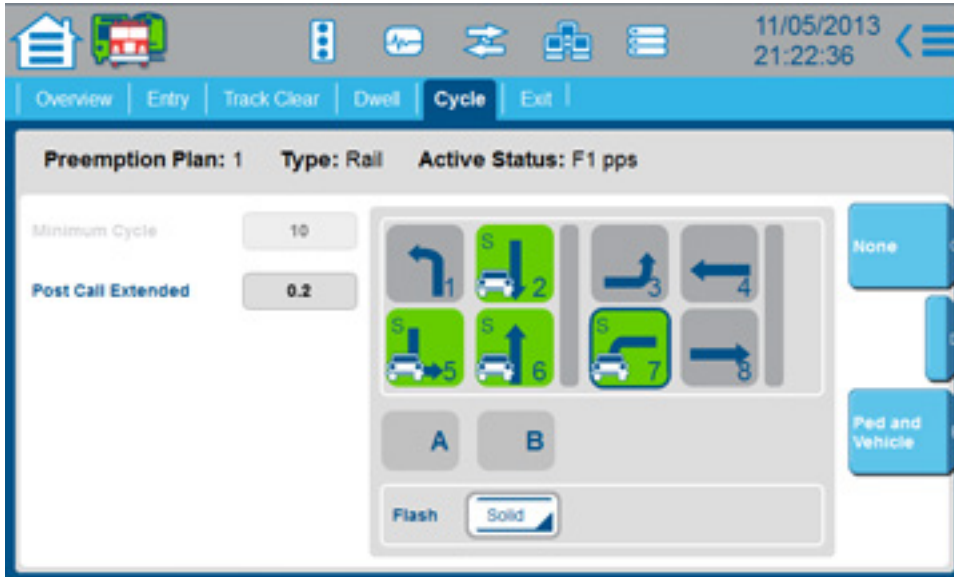 11/05/2013
21:22:36
Overview Entry Track Clear Dwell Cycle Exit
Preemption Plan: 1 Type: Rail Active Status: F1 pps
Minimum Cycle 10
Post Call Extended 0.2
1
S 2
3
4
None
S 5
S 6
S 7
8
A B
Ped and
Vehicle
Flash Solid